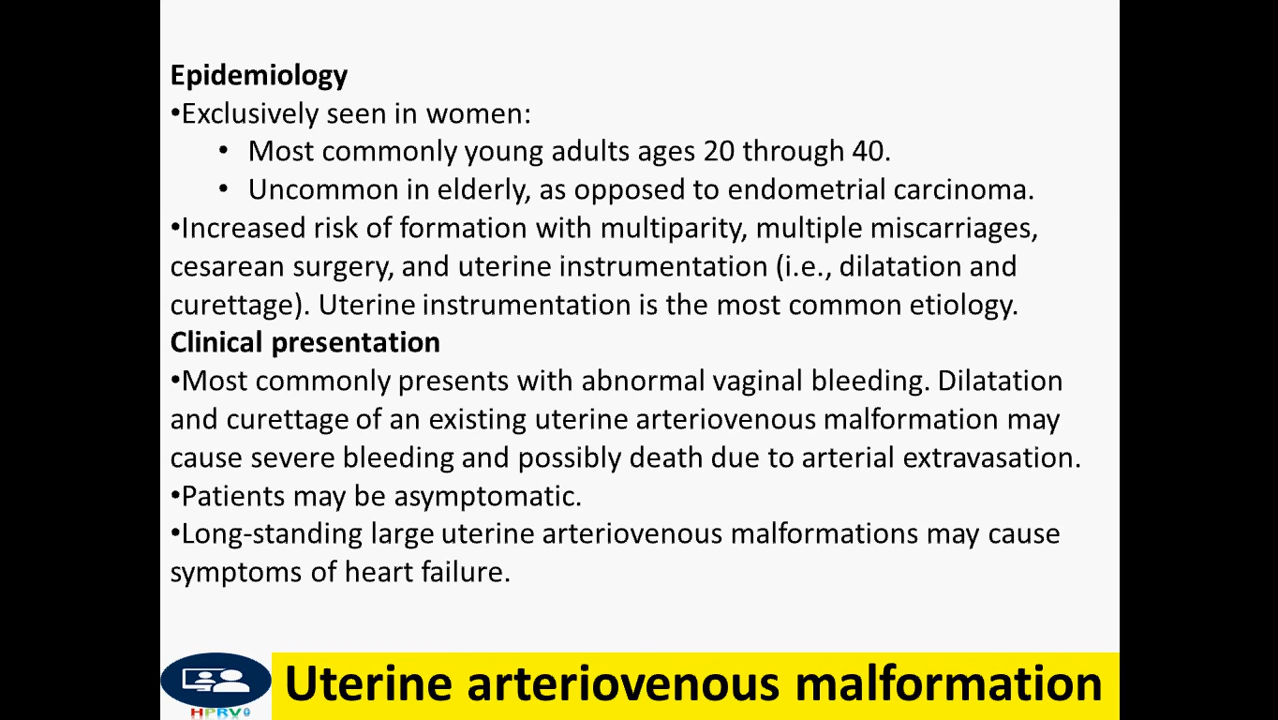 Epidemiology
•Exclusively seen in women:
• Most commonly young adults ages 20 through 40.
• Uncommon in elderly, as opposed to endometrial carcinoma.
•Increased risk of formation with multiparity, multiple miscarriages,
cesarean surgery, and uterine instrumentation (i.e., dilatation and
curettage). Uterine instrumentation is the most common etiology.
Clinical presentation
•Most commonly presents with abnormal vaginal bleeding. Dilatation
and curettage of an existing uterine arteriovenous malformation may
cause severe bleeding and possibly death due to arterial extravasation.
•Patients may be asymptomatic.
•Long-standing large uterine arteriovenous malformations may cause
symptoms of heart failure.
Uterine arteriovenous malformation